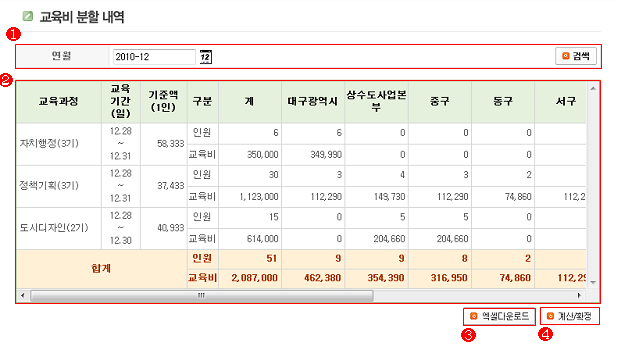 교육비 분할 내역
1
연월 2010-12 12 검색
2
교육과정 교육기간(일) 기준액(1인) 구분 계 대구광역시 상수도사업본부 중구 동구 서구
자치행정(3기) 12.28 ~ 12.31 58,333 인원 6 6 0 0 0
교육비 350,000 349,990 0 0 0
정책기획(3기) 12.28 ~ 12.31 37,433 인원 30 3 4 3 2
교육비 1,123,000 112,290 149,730 112,290 74,860 112,2
도시디자인(2기) 12.28 ~ 12.30 40,933 인원 15 0 5 5 0
교육비 614,000 0 204,660 204,660 0
합계 인원 51 9 9 8 2
교육비 2,087,000 462,380 354,390 316,950 74,860 112,29
3 엑셀다운로드 4 계산/확정